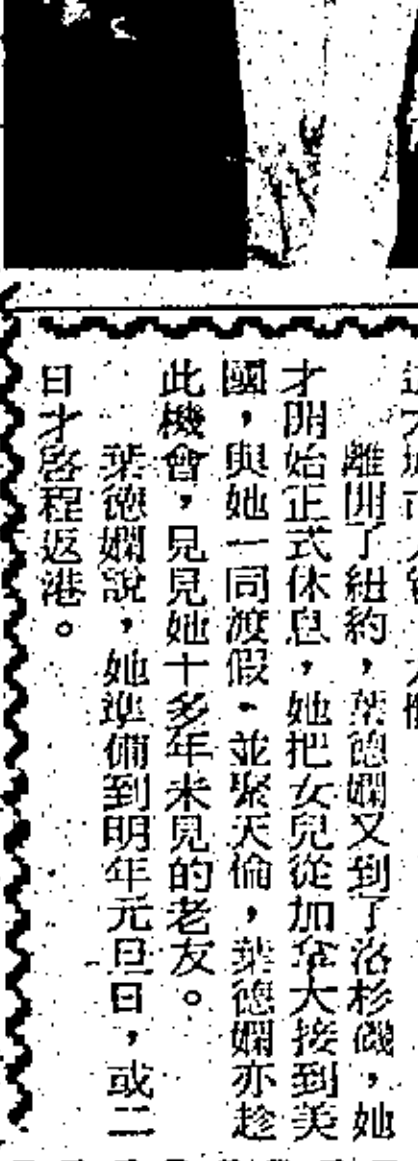 離開了紐約，葉德嫻又到了洛杉磯，她
才開始正式休息，她把女兒從加拿大接到美
國，與她一同渡假，並聚天倫，葉德嫻亦趁
此機會，見見她十多年未見的老友。
葉德嫻說，她準備到明年元旦日，或二
日才啓程返港。